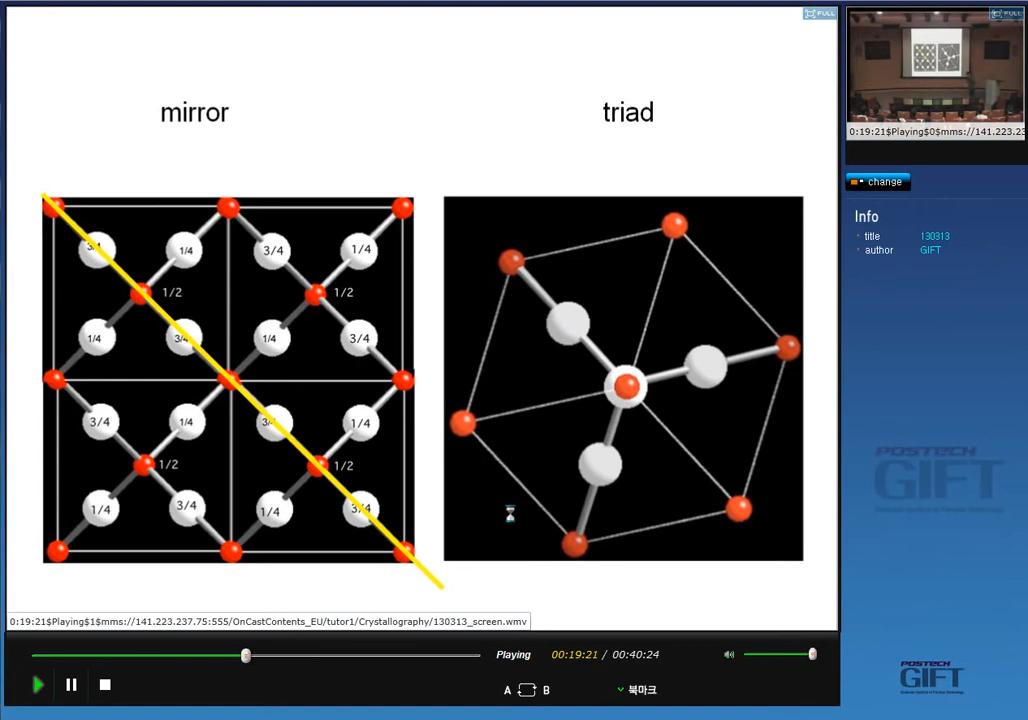 FULL
FULL
mirror
triad
3/4 1/4 3/4 1/4
1/2 1/2
1/4 3/4 1/4 3/4
3/4 1/4 3/4 1/4
1/2 1/2
1/4 3/4 1/4 3/4
0:19:21$Playing$1$mms://141.223.237.75:555/OnCastContents_EU/tutor1/Crystallography/130313_screen.wmv
Playing 00:19:21 / 00:40:24
A B 북마크
0:19:21$Playing$0$mms://141.223.23
change
Info
title 130313
author GIFT
POSTECH
GIFT
POSTECH
GIFT